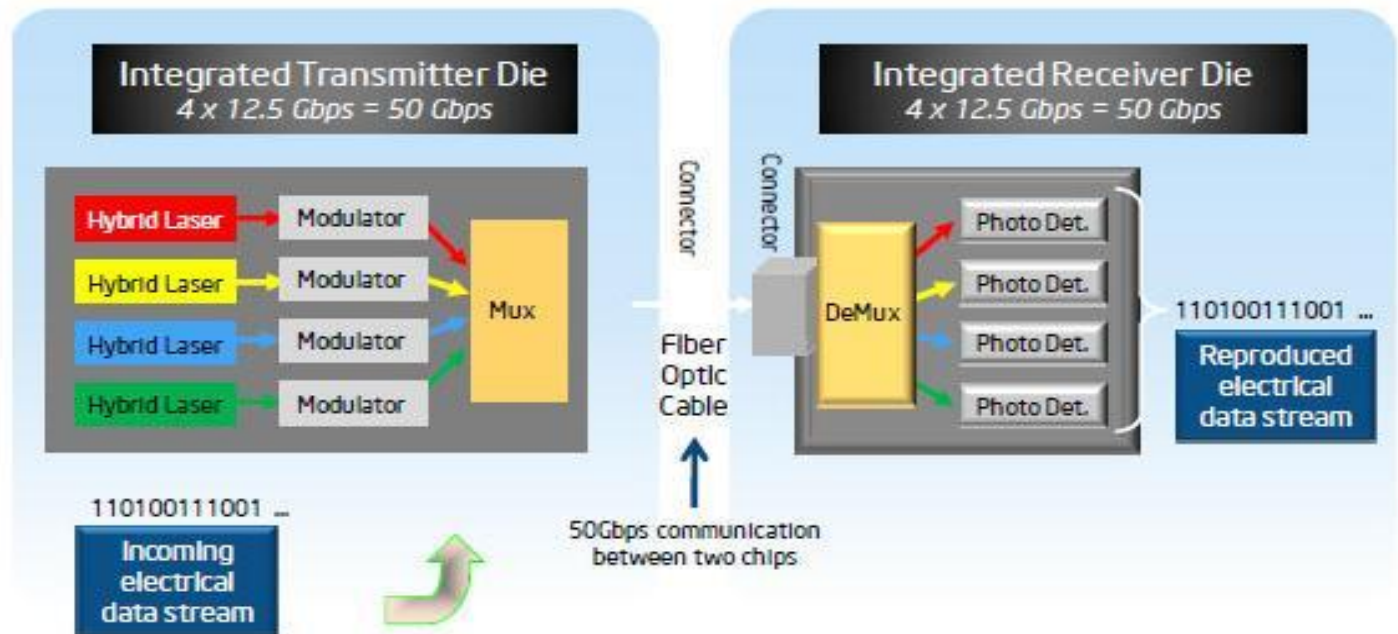 Integrated Transmitter Die
4 x 12.5 Gbps = 50 Gbps
Hybrid Laser
Modulator
Hybrid Laser
Modulator
Hybrid Laser
Modulator
Hybrid Laser
Modulator
Mux
110100111001 ...
Incoming
electrical
data stream
Connector
Fiber
Optic
Cable
50Gbps communication
between two chips
Integrated Receiver Die
4 x 12.5 Gbps = 50 Gbps
Connector
DeMux
Photo Det.
Photo Det.
Photo Det.
Photo Det.
110100111001 ...
Reproduced
electrical
data stream